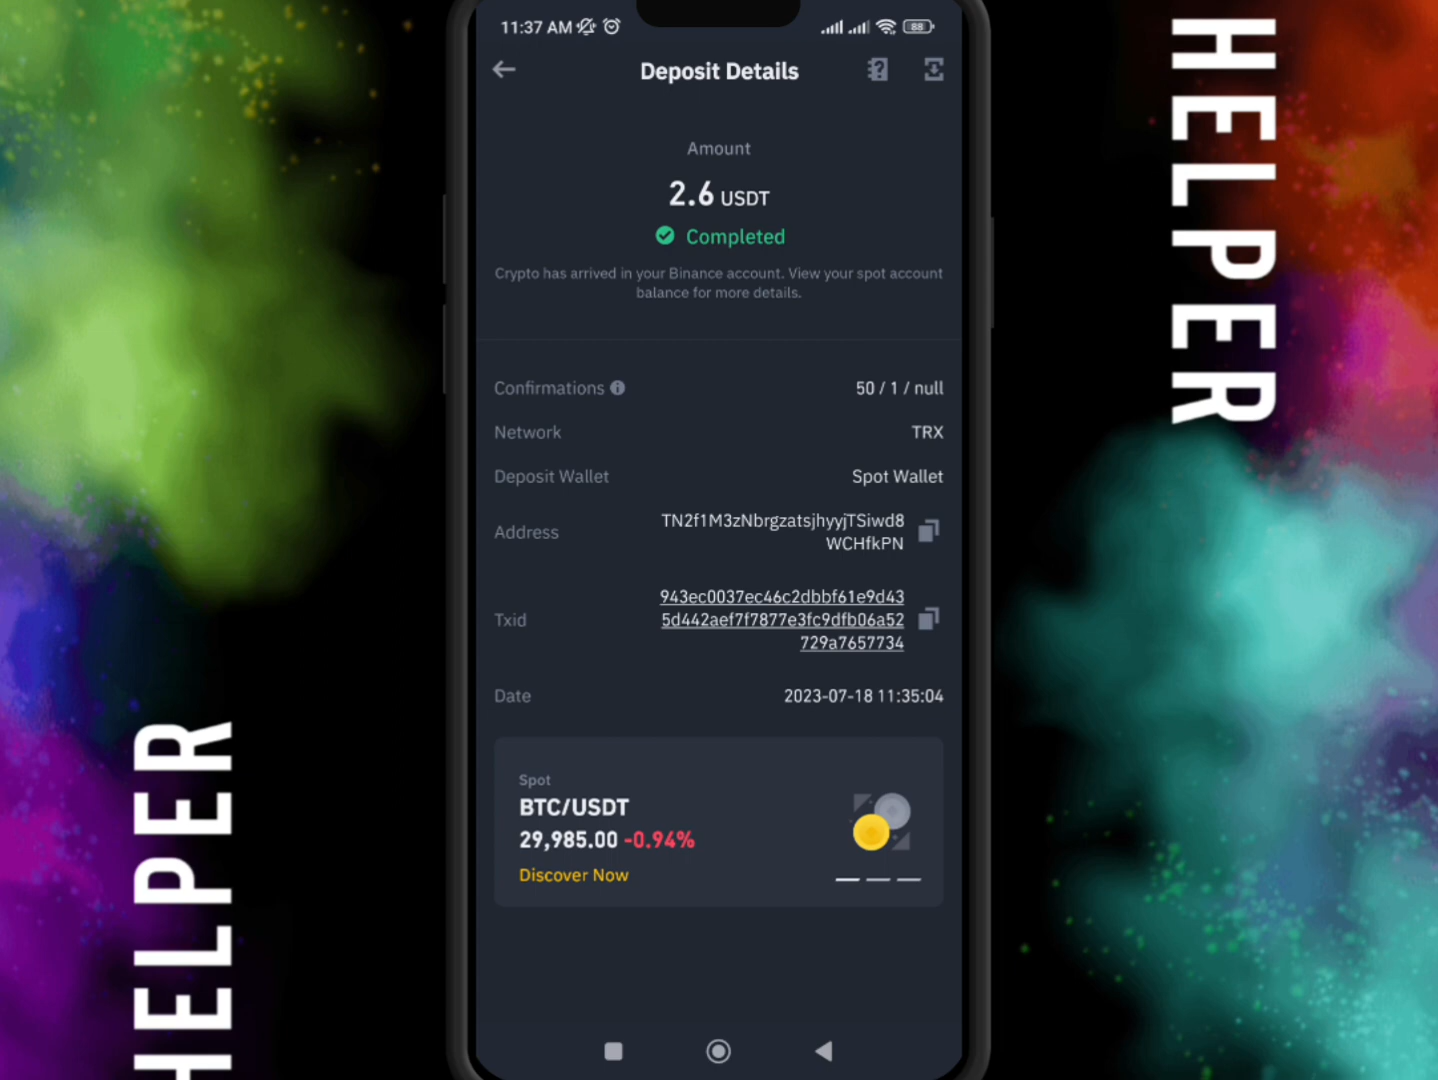 11:37 AM
88
Deposit Details
Amount
2.6 USDT
Completed
Crypto has arrived in your Binance account. View your spot account
balance for more details.
Confirmations
50 / 1 / null
Network
TRX
Deposit Wallet
Spot Wallet
Address
TN2f1M3zNbrgzatsjhyyjTSiwd8
WCHfkPN
Txid
943ec0037ec46c2dbbf61e9d43
5d442aef7f7877e3fc9dfb06a52
729a7657734
Date
2023-07-18 11:35:04
Spot
BTC/USDT
29,985.00 -0.94%
Discover Now
HELPER
HELPER